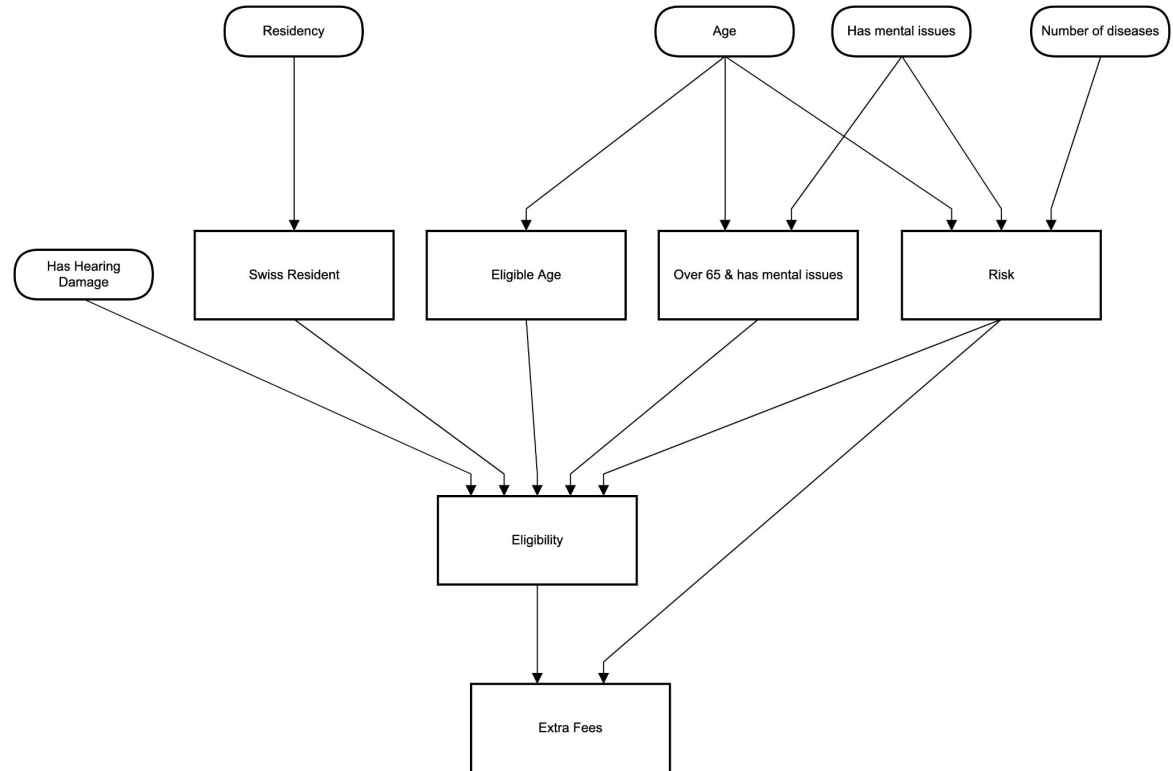 Residency
Age
Has mental issues
Number of diseases
Has Hearing
Damage
Swiss Resident
Eligible Age
Over 65 & has mental issues
Risk
Eligibility
Extra Fees